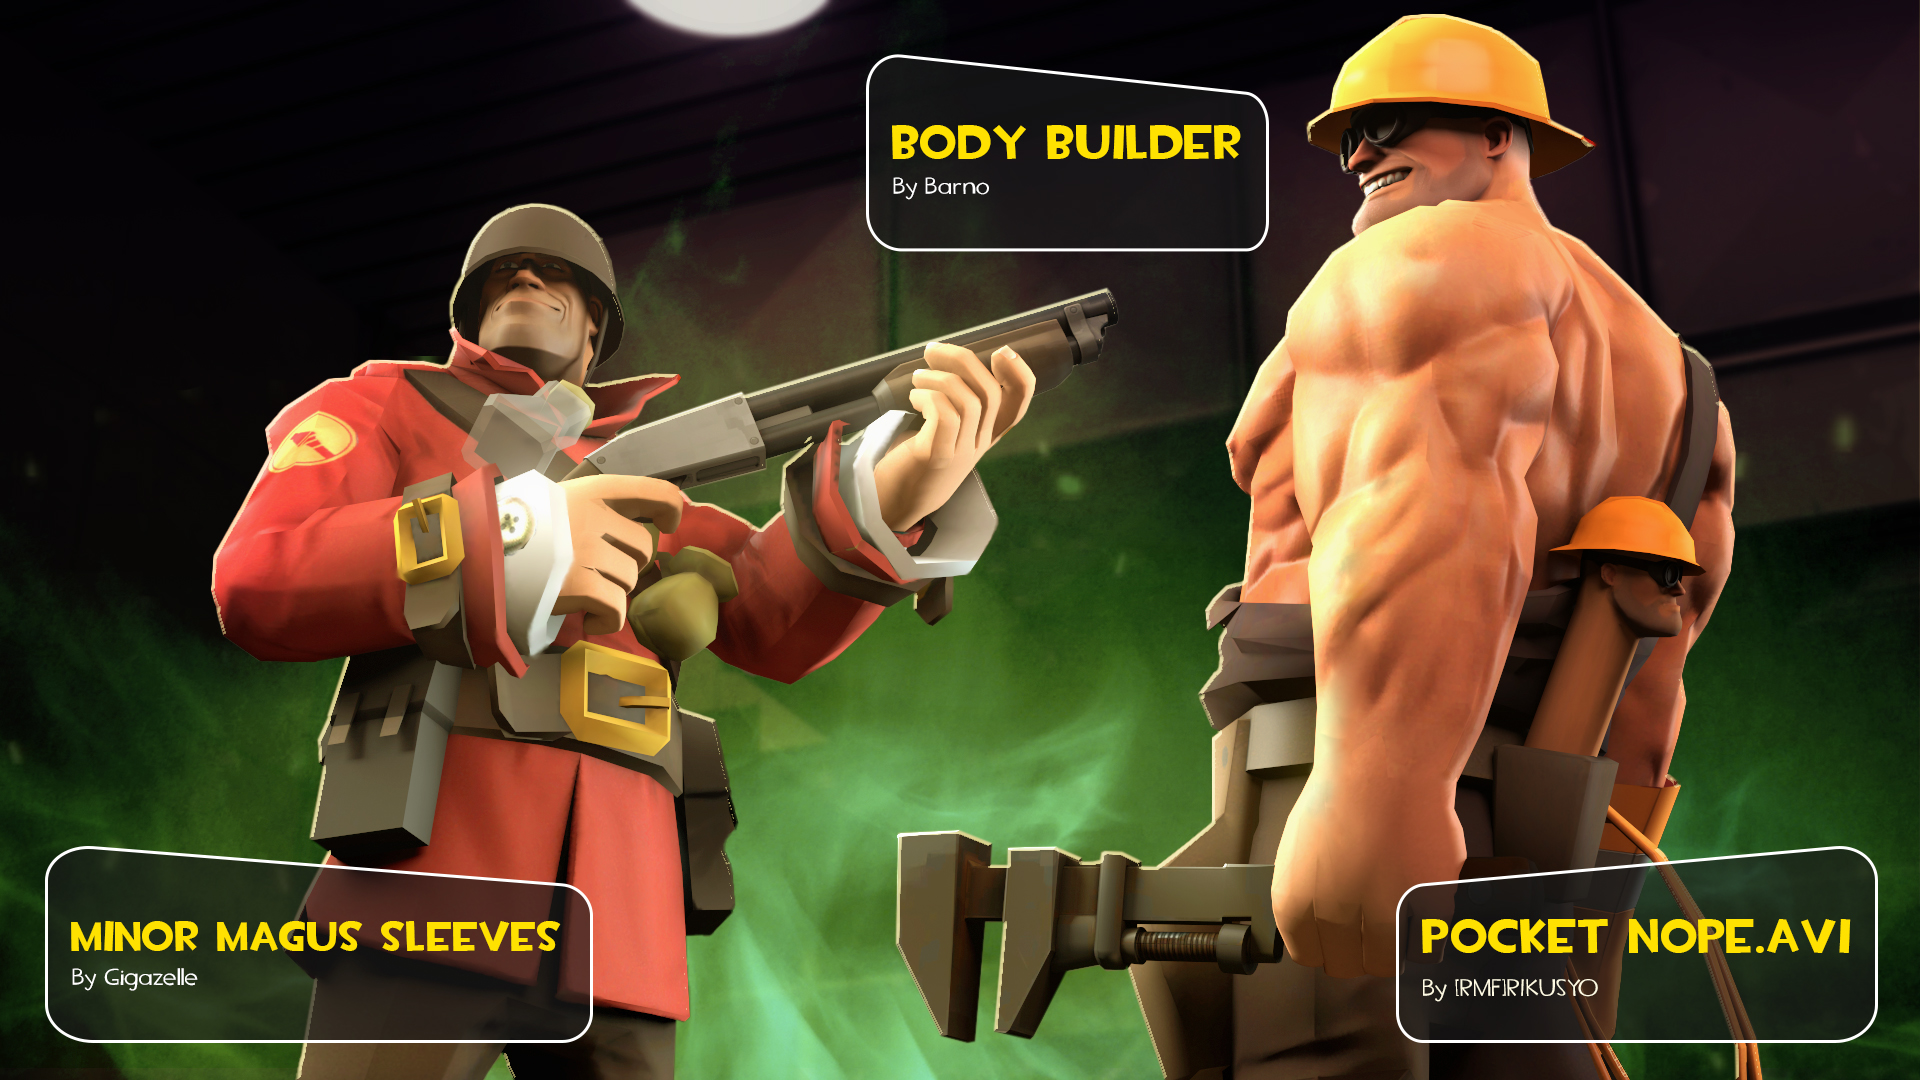 BODY BUILDER
By Barno
MINOR MAGUS SLEEVES
By Gigazelle
POCKET NOPE.AVI
By [RMF]RIKUSYO